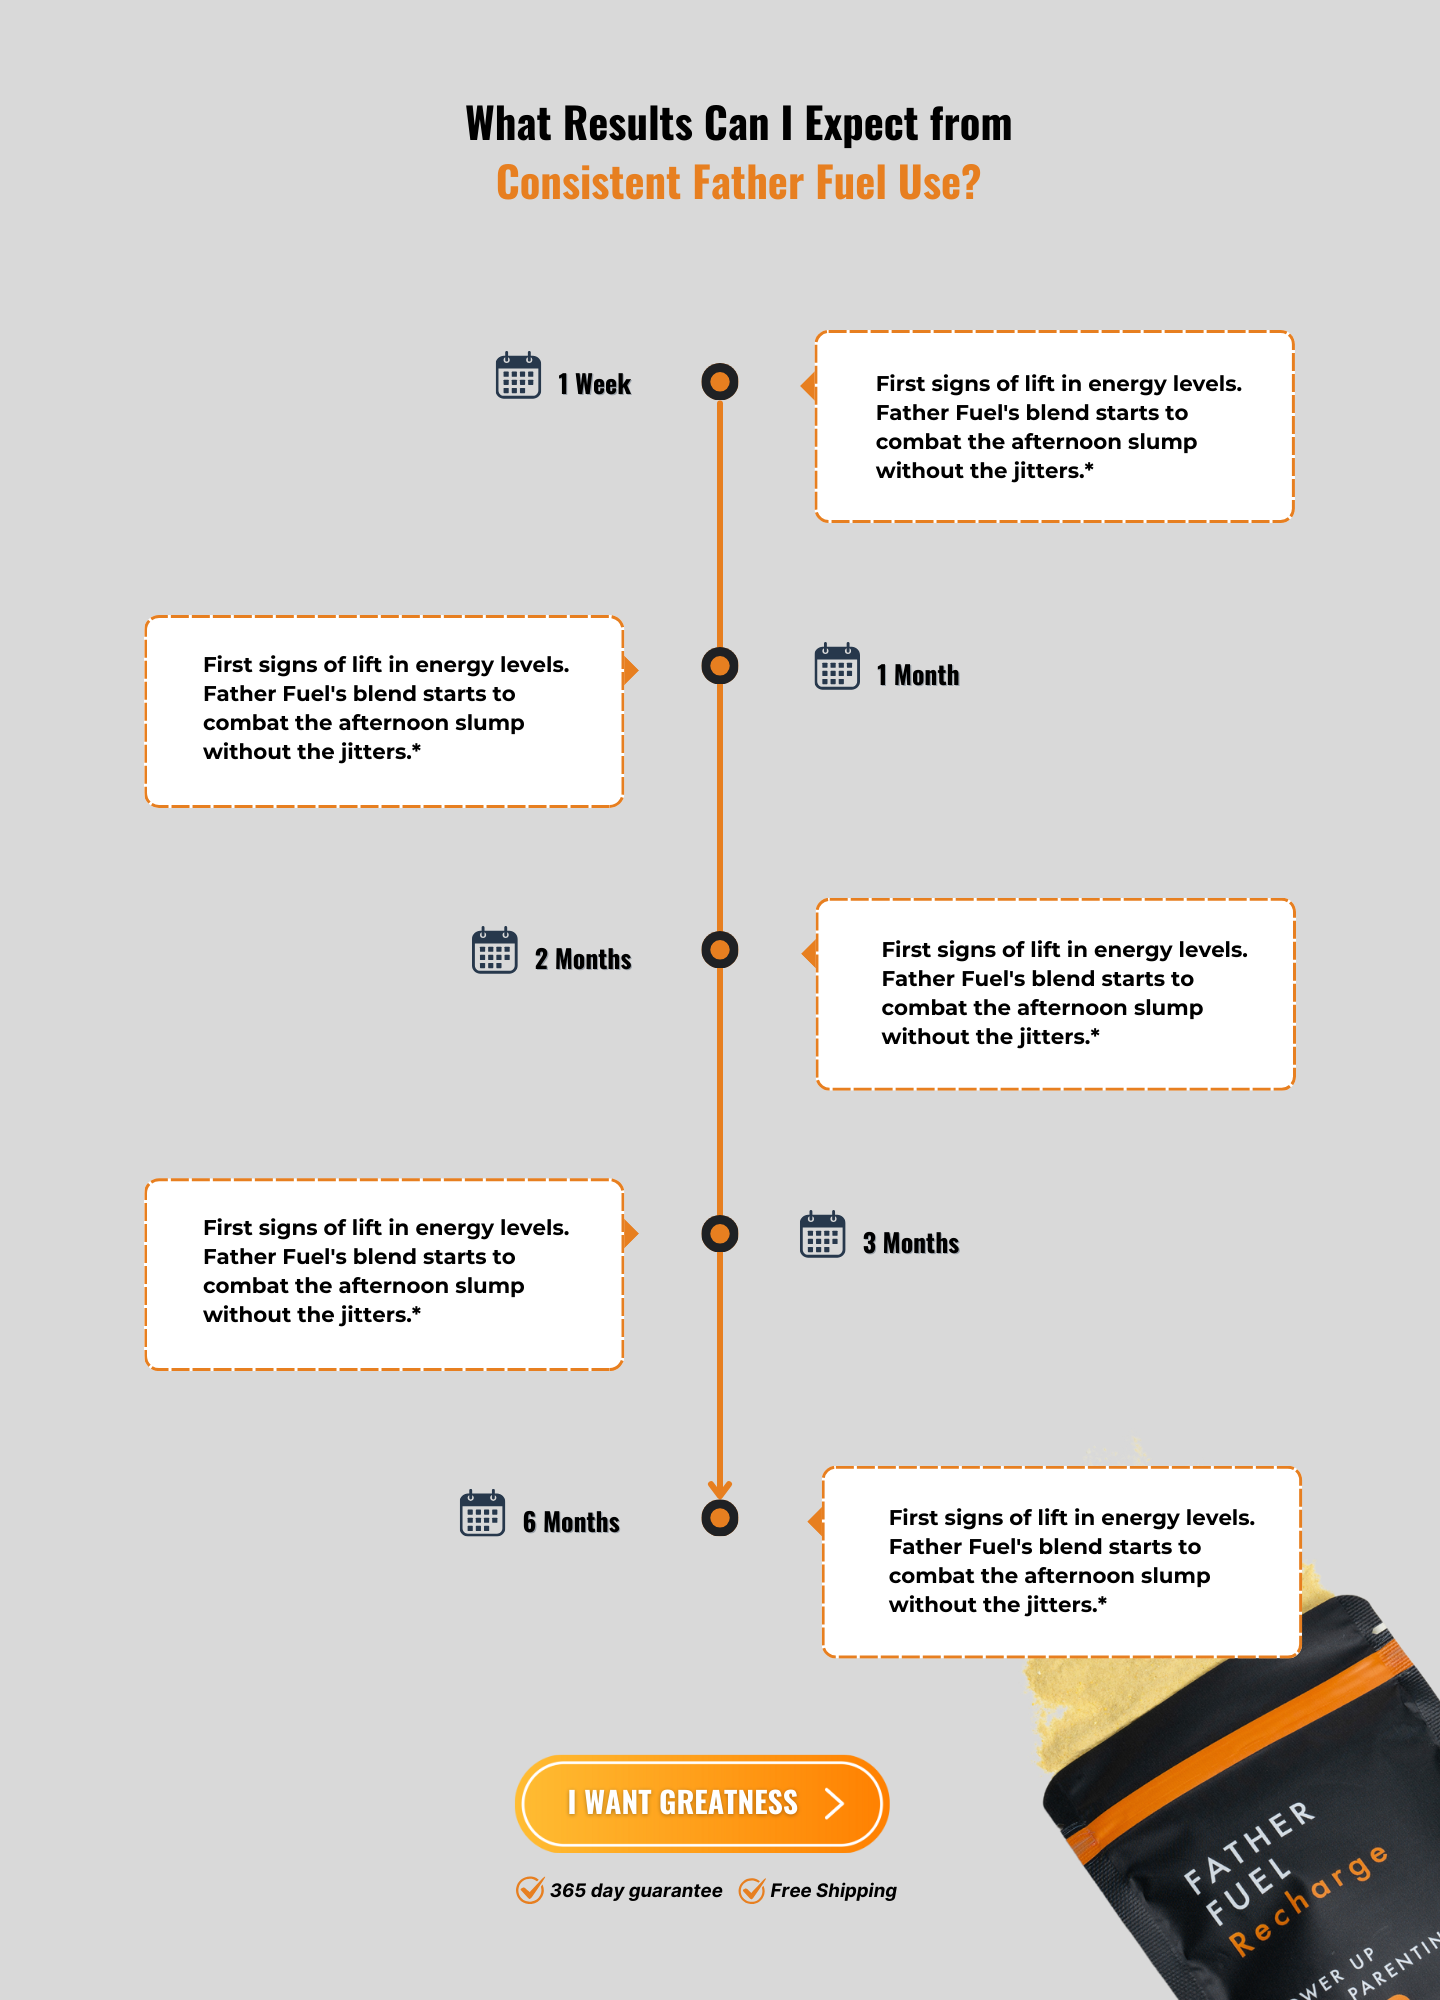 What Results Can I Expect from
Consistent Father Fuel Use?
1 Week
First signs of lift in energy levels.
Father Fuel's blend starts to
combat the afternoon slump
without the jitters.*
First signs of lift in energy levels.
Father Fuel's blend starts to
combat the afternoon slump
without the jitters.*
1 Month
2 Months
First signs of lift in energy levels.
Father Fuel's blend starts to
combat the afternoon slump
without the jitters.*
First signs of lift in energy levels.
Father Fuel's blend starts to
combat the afternoon slump
without the jitters.*
3 Months
6 Months
First signs of lift in energy levels.
Father Fuel's blend starts to
combat the afternoon slump
without the jitters.*
I WANT GREATNESS
365 day guarantee
Free Shipping
FATHER
FUEL
Recharge
UP